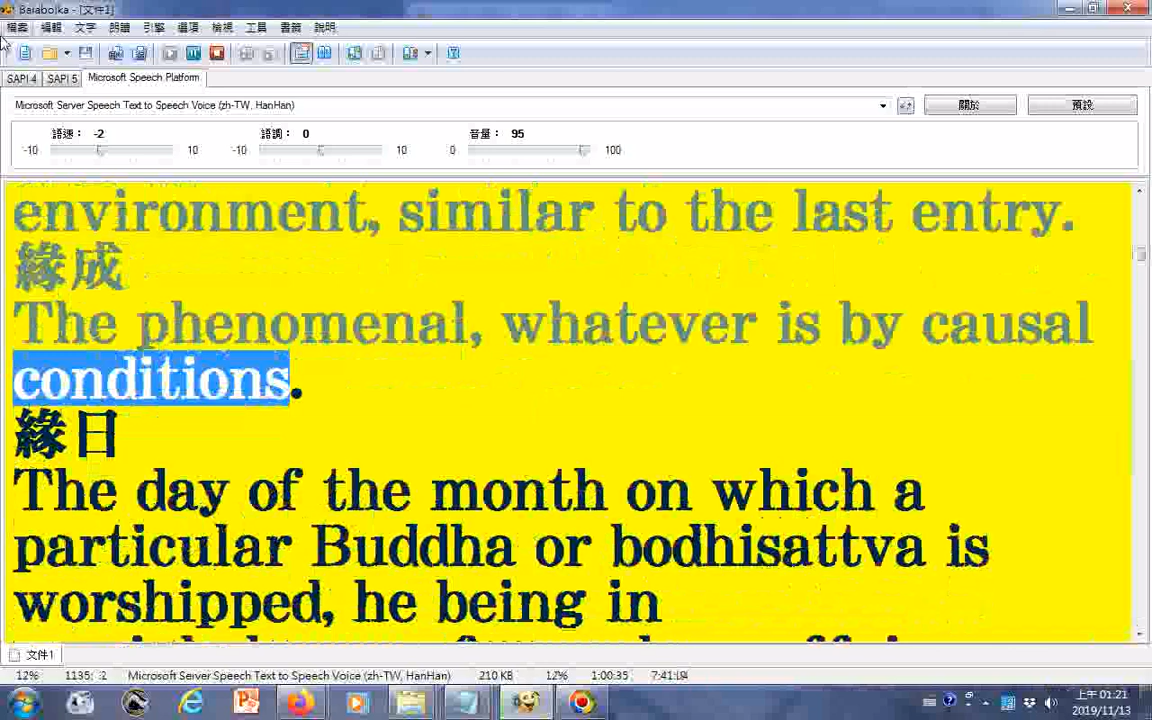 Balabolka - [文件1]
檔案 編輯 文字 朗讀 引擎 選項 檢視 工具 書籤 說明
SAPI 4 SAPI 5 Microsoft Speech Platform
Microsoft Server Speech Text to Speech Voice (zh-TW, HanHan) 關於 預設
語速： -2 語調： 0 音量： 95
-10 10 -10 10 0 100
environment, similar to the last entry.
緣成
The phenomenal, whatever is by causal
conditions.
緣日
The day of the month on which a
particular Buddha or bodhisattva is
worshipped, he being in
文件1
12% Microsoft Server Speech Text to Speech Voice (zh-TW, HanHan) 210 KB 12% 1:00:35
上午 01:21
2019/11/13